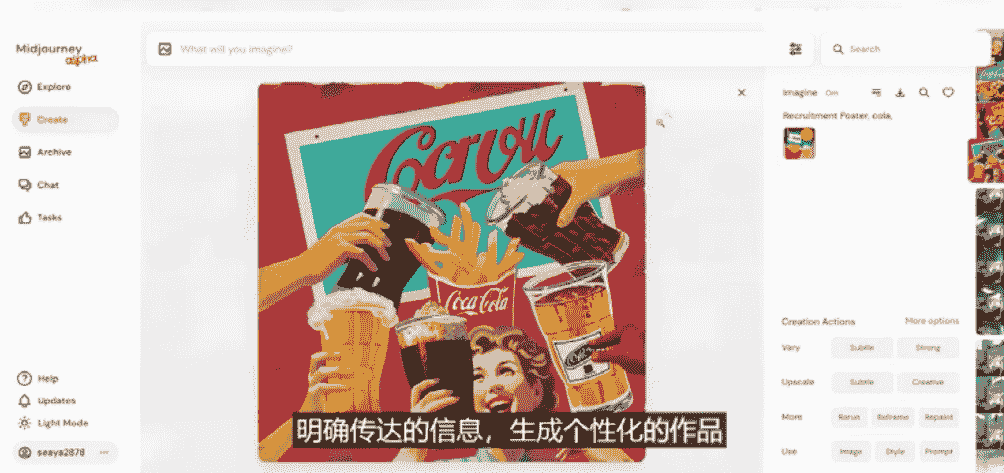 Midjourney
alpha
What will you imagine?
Search
Explore
Create
Archive
Chat
Tasks
Help
Updates
Light Mode
seaya2878
Imagine 0m
Recruitment Poster, cola,
Coca Cola
明确传达的信息，生成个性化的作品
Creation Actions More options
Vary Subtle Strong
Upscale Subtle Creative
More Rerun Reframe Repaint
Use Image Style Prompt